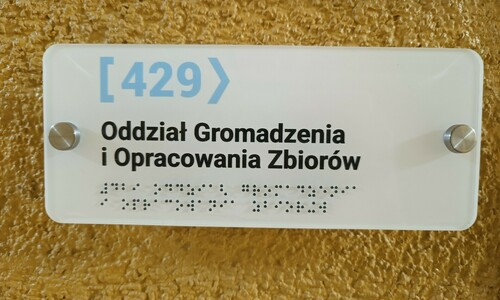 [429〉
Oddział Gromadzenia
i Opracowania Zbiorów